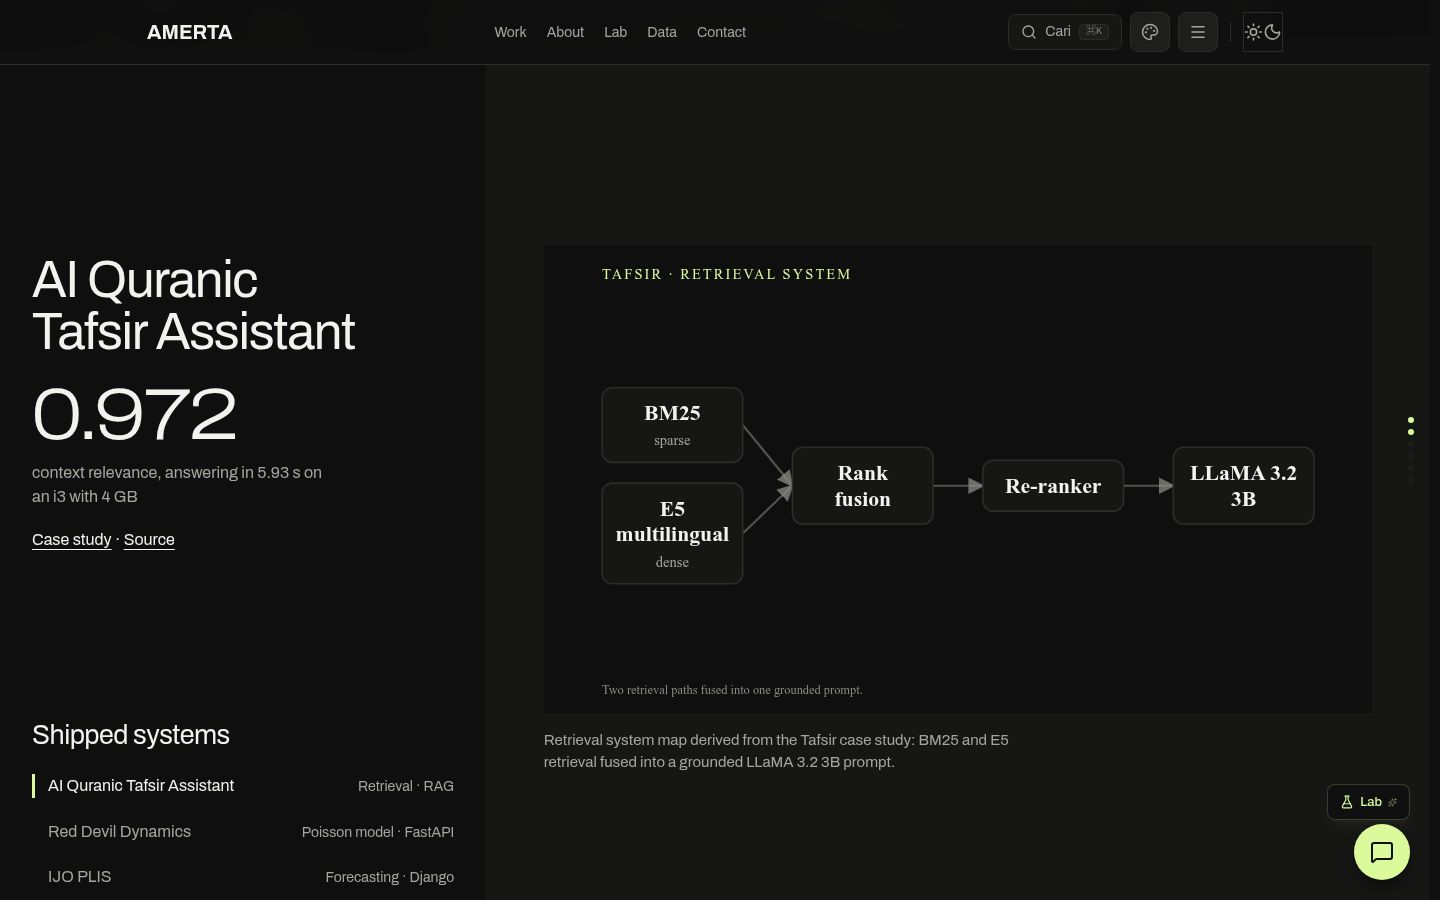 AMERTA
Work
About
Lab
Data
Contact
Cari ⌘K
AI Quranic
Tafsir Assistant
0.972
context relevance, answering in 5.93 s on
an i3 with 4 GB
Case study · Source
Shipped systems
AI Quranic Tafsir Assistant
Retrieval · RAG
Red Devil Dynamics
Poisson model · FastAPI
IJO PLIS
Forecasting · Django
TAFSIR · RETRIEVAL SYSTEM
BM25
sparse
E5
multilingual
dense
Rank
fusion
Re-ranker
LLaMA 3.2
3B
Two retrieval paths fused into one grounded prompt.
Retrieval system map derived from the Tafsir case study: BM25 and E5
retrieval fused into a grounded LLaMA 3.2 3B prompt.
Lab